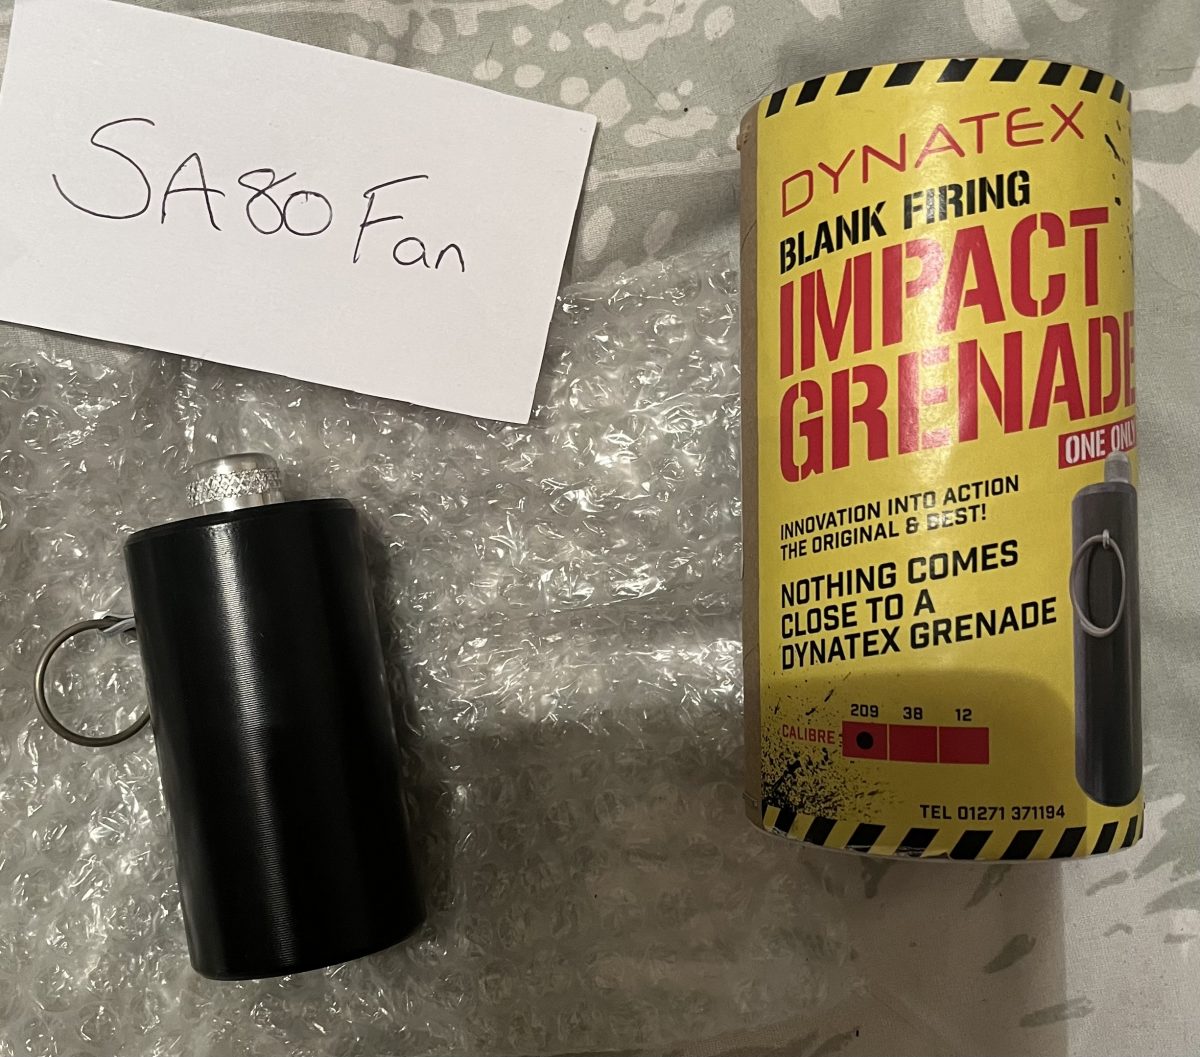 SA80 Fan
DYNATEX
BLANK FIRING
IMPACT
GRENADE
ONE ONLY
INNOVATION INTO ACTION
THE ORIGINAL & BEST!
NOTHING COMES
CLOSE TO A
DYNATEX GRENADE
209 38 12
CALIBRE
TEL 01271 371194